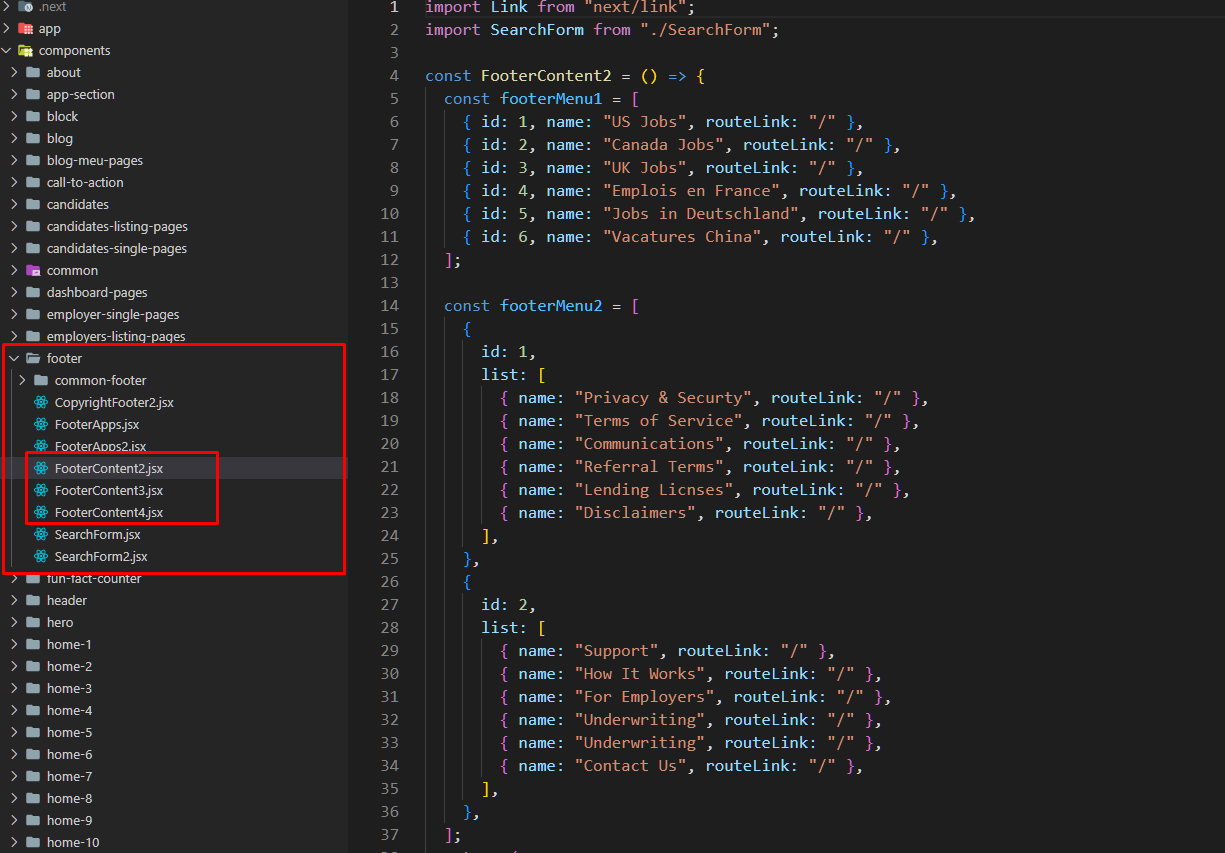 .next
app
components
about
app-section
block
blog
blog-meu-pages
call-to-action
candidates
candidates-listing-pages
candidates-single-pages
common
dashboard-pages
employer-single-pages
employers-listing-pages
footer
common-footer
CopyrightFooter2.jsx
FooterApps.jsx
FooterApps2.jsx
FooterContent2.jsx
FooterContent3.jsx
FooterContent4.jsx
SearchForm.jsx
SearchForm2.jsx
fun-fact-counter
header
hero
home-1
home-2
home-3
home-4
home-5
home-6
home-7
home-8
home-9
home-10
1 import Link from "next/link";
2 import SearchForm from "./SearchForm";
3
4 const FooterContent2 = () => {
5 const footerMenu1 = [
6 { id: 1, name: "US Jobs", routeLink: "/" },
7 { id: 2, name: "Canada Jobs", routeLink: "/" },
8 { id: 3, name: "UK Jobs", routeLink: "/" },
9 { id: 4, name: "Emplois en France", routeLink: "/" },
10 { id: 5, name: "Jobs in Deutschland", routeLink: "/" },
11 { id: 6, name: "Vacatures China", routeLink: "/" },
12 ];
13
14 const footerMenu2 = [
15 {
16 id: 1,
17 list: [
18 { name: "Privacy & Securty", routeLink: "/" },
19 { name: "Terms of Service", routeLink: "/" },
20 { name: "Communications", routeLink: "/" },
21 { name: "Referral Terms", routeLink: "/" },
22 { name: "Lending Licnses", routeLink: "/" },
23 { name: "Disclaimers", routeLink: "/" },
24 ],
25 },
26 {
27 id: 2,
28 list: [
29 { name: "Support", routeLink: "/" },
30 { name: "How It Works", routeLink: "/" },
31 { name: "For Employers", routeLink: "/" },
32 { name: "Underwriting", routeLink: "/" },
33 { name: "Underwriting", routeLink: "/" },
34 { name: "Contact Us", routeLink: "/" },
35 ],
36 },
37 ];